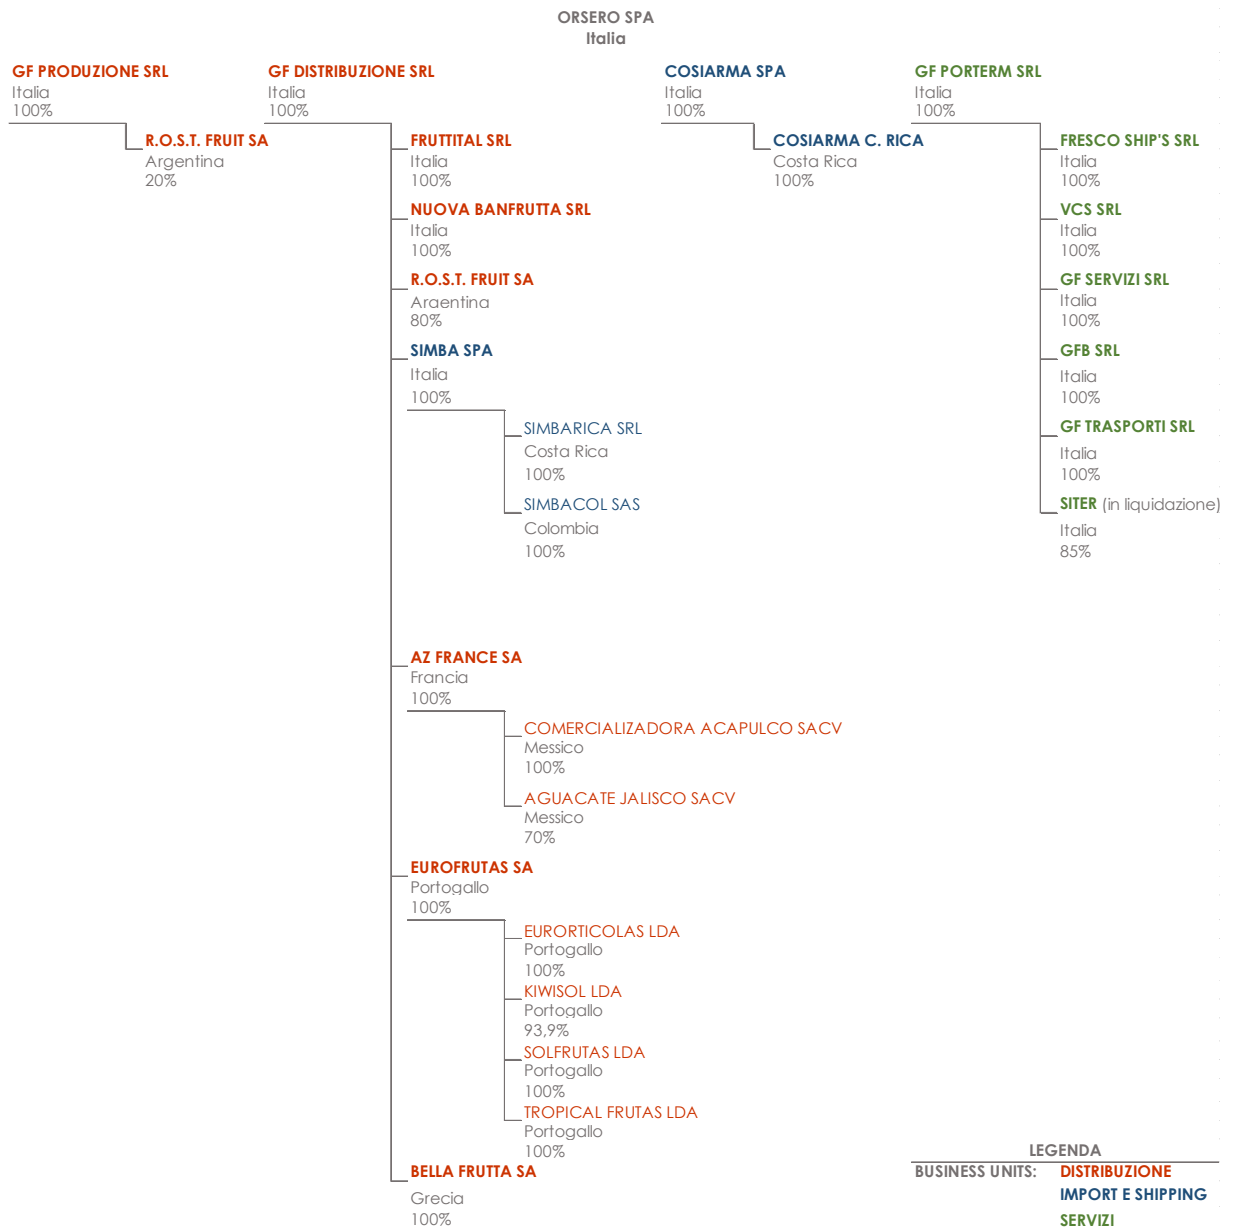 ORSERO SPA
Italia
GF PRODUZIONE SRL
Italia
100%
R.O.S.T. FRUIT SA
Argentina
20%
GF DISTRIBUZIONE SRL
Italia
100%
FRUTTITAL SRL
Italia
100%
NUOVA BANFRUTTA SRL
Italia
100%
R.O.S.T. FRUIT SA
Araentina
80%
SIMBA SPA
Italia
100%
SIMBARICA SRL
Costa Rica
100%
SIMBACOL SAS
Colombia
100%
AZ FRANCE SA
Francia
100%
COMERCIALIZADORA ACAPULCO SACV
Messico
100%
AGUACATE JALISCO SACV
Messico
70%
EUROFRUTAS SA
Portogallo
100%
EURORTICOLAS LDA
Portogallo
100%
KIWISOL LDA
Portogallo
93,9%
SOLFRUTAS LDA
Portogallo
100%
TROPICAL FRUTAS LDA
Portogallo
100%
BELLA FRUTTA SA
Grecia
100%
COSIARMA SPA
Italia
100%
COSIARMA C. RICA
Costa Rica
100%
GF PORTERM SRL
Italia
100%
FRESCO SHIP'S SRL
Italia
100%
VCS SRL
Italia
100%
GF SERVIZI SRL
Italia
100%
GFB SRL
Italia
100%
GF TRASPORTI SRL
Italia
100%
SITER (in liquidazione)
Italia
85%
LEGENDA
BUSINESS UNITS: DISTRIBUZIONE
IMPORT E SHIPPING
SERVIZI